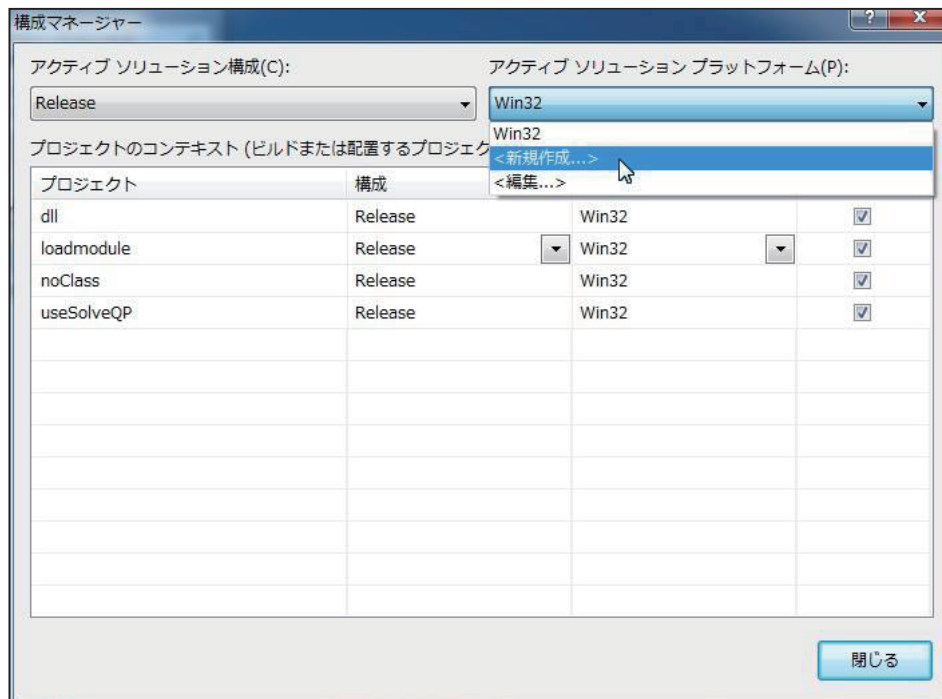 構成マネージャー
アクティブ ソリューション構成(C): アクティブ ソリューション プラットフォーム(P):
Release Win32
Win32
プロジェクトのコンテキスト (ビルドまたは配置するプロジェク <新規作成...>
<編集...>
プロジェクト 構成
dll Release Win32
loadmodule Release Win32
noClass Release Win32
useSolveQP Release Win32
閉じる